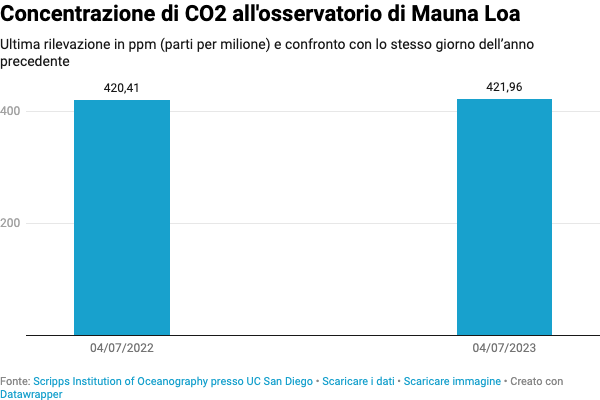 Concentrazione di CO2 all'osservatorio di Mauna Loa
Ultima rilevazione in ppm (parti per milione) e confronto con lo stesso giorno dell’anno
precedente
420,41
421,96
400
200
04/07/2022
04/07/2023
Fonte: Scripps Institution of Oceanography presso UC San Diego • Scaricare i dati • Scaricare immagine • Creato con
Datawrapper